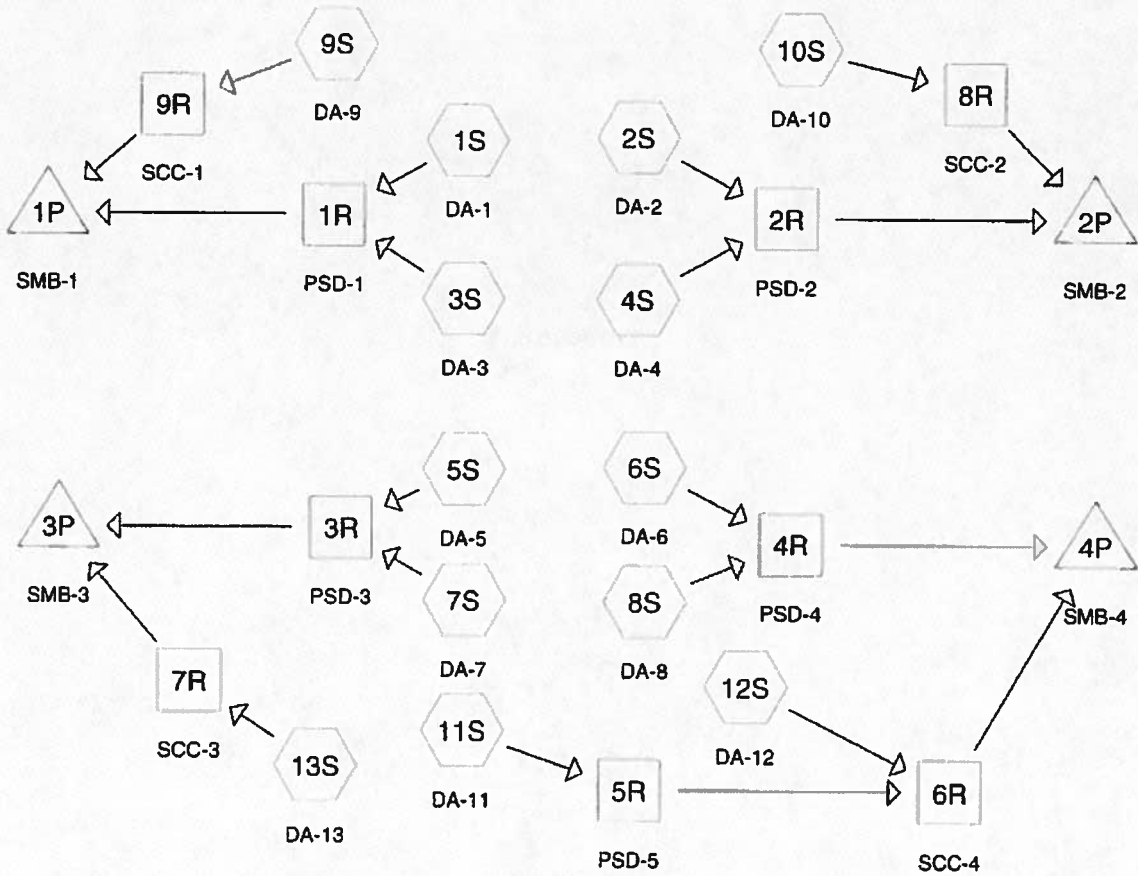 9S
DA-9
9R
SCC-1
1S
DA-1
1P
SMB-1
1R
PSD-1
3S
DA-3
10S
DA-10
8R
SCC-2
2S
DA-2
2R
PSD-2
2P
SMB-2
4S
DA-4
5S
DA-5
3P
SMB-3
3R
PSD-3
7S
DA-7
7R
SCC-3
13S
DA-13
6S
DA-6
4R
PSD-4
4P
SMB-4
8S
DA-8
12S
DA-12
11S
DA-11
5R
PSD-5
6R
SCC-4